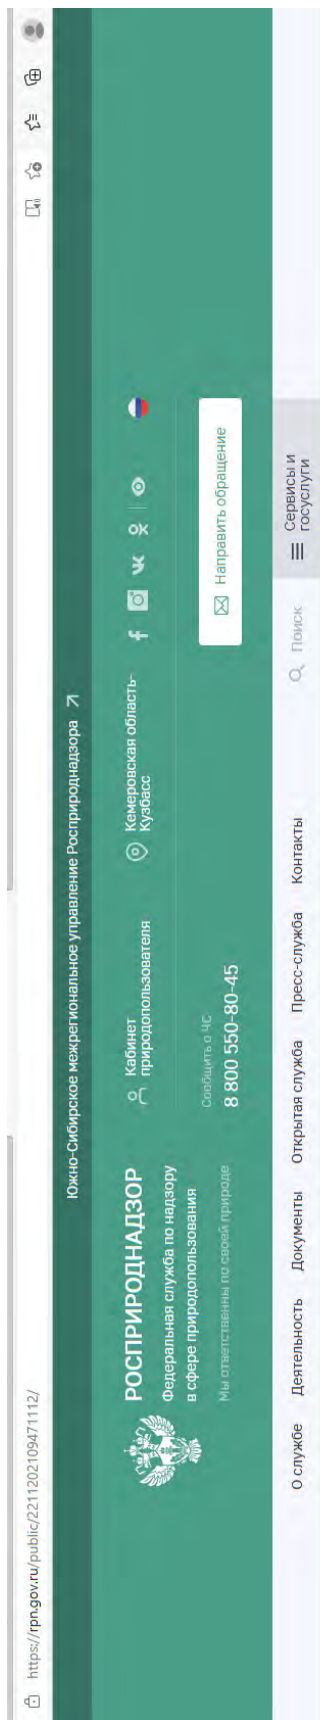 https://rpn.gov.ru/public/2211202109471112/
Южно-Сибирское межрегиональное управление Росприроднадзора
РОСПРИРОДНАДЗОР
Федеральная служба по надзору
в сфере природопользования
Мы ответственны по своей природе
Кабинет
природопользователя
Кемеровская область-
Кузбасс
Сообщить о ЧС
8 800 550-80-45
Направить обращение
О службе
Деятельность
Документы
Открытая служба
Пресс-служба
Контакты
Поиск
Сервисы и
госуслуги